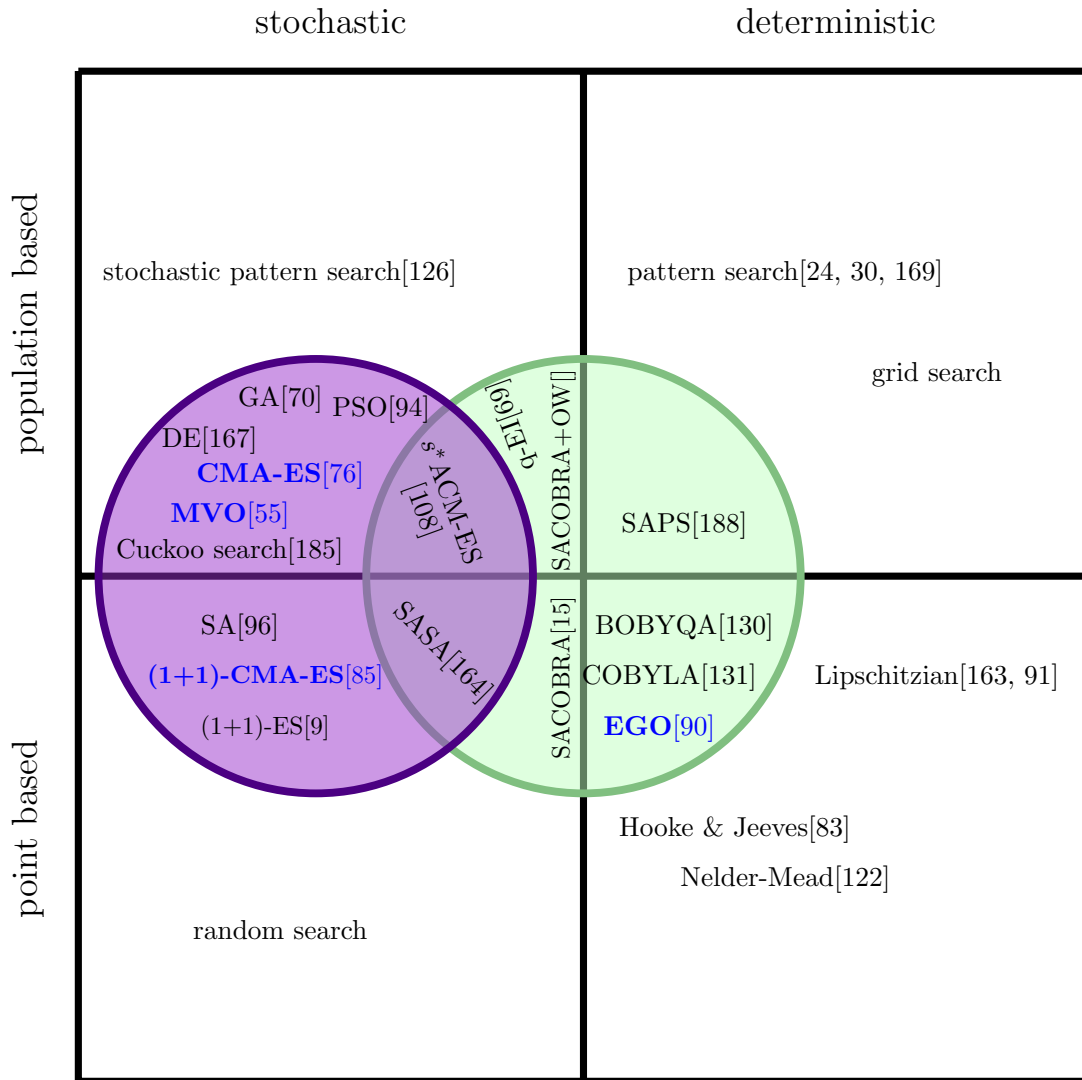 stochastic
deterministic
population based
point based
stochastic pattern search[126]
pattern search[24, 30, 169]
grid search
GA[70]
PSO[94]
DE[167]
CMA-ES[76]
MVO[55]
Cuckoo search[185]
s* ACM-ES
[108]
q-EI[69]
SACOBRA+OW[]
SAPS[188]
SA[96]
(1+1)-CMA-ES[85]
(1+1)-ES[9]
SASA[164]
SACOBRA[15]
BOBYQA[130]
COBYLA[131]
EGO[90]
Lipschitzian[163, 91]
Hooke & Jeeves[83]
Nelder-Mead[122]
random search